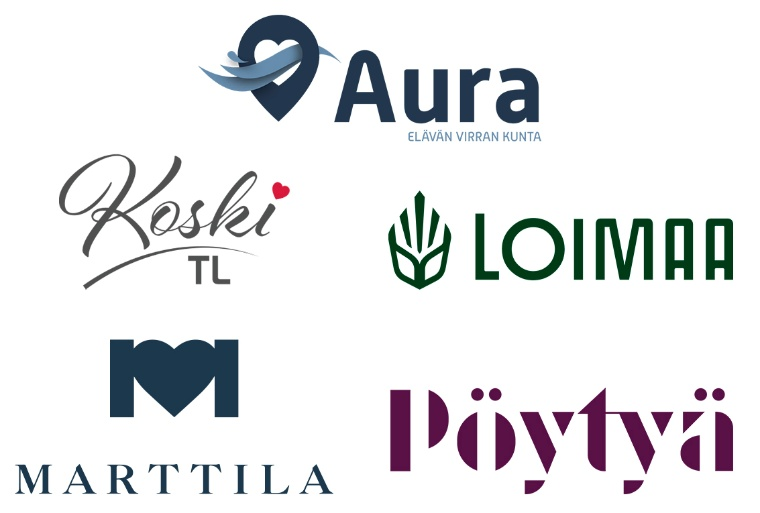 Aura
ELÄVÄN VIRRAN KUNTA
Koski
TL
LOIMAA
MARTTILA
Pöytyä